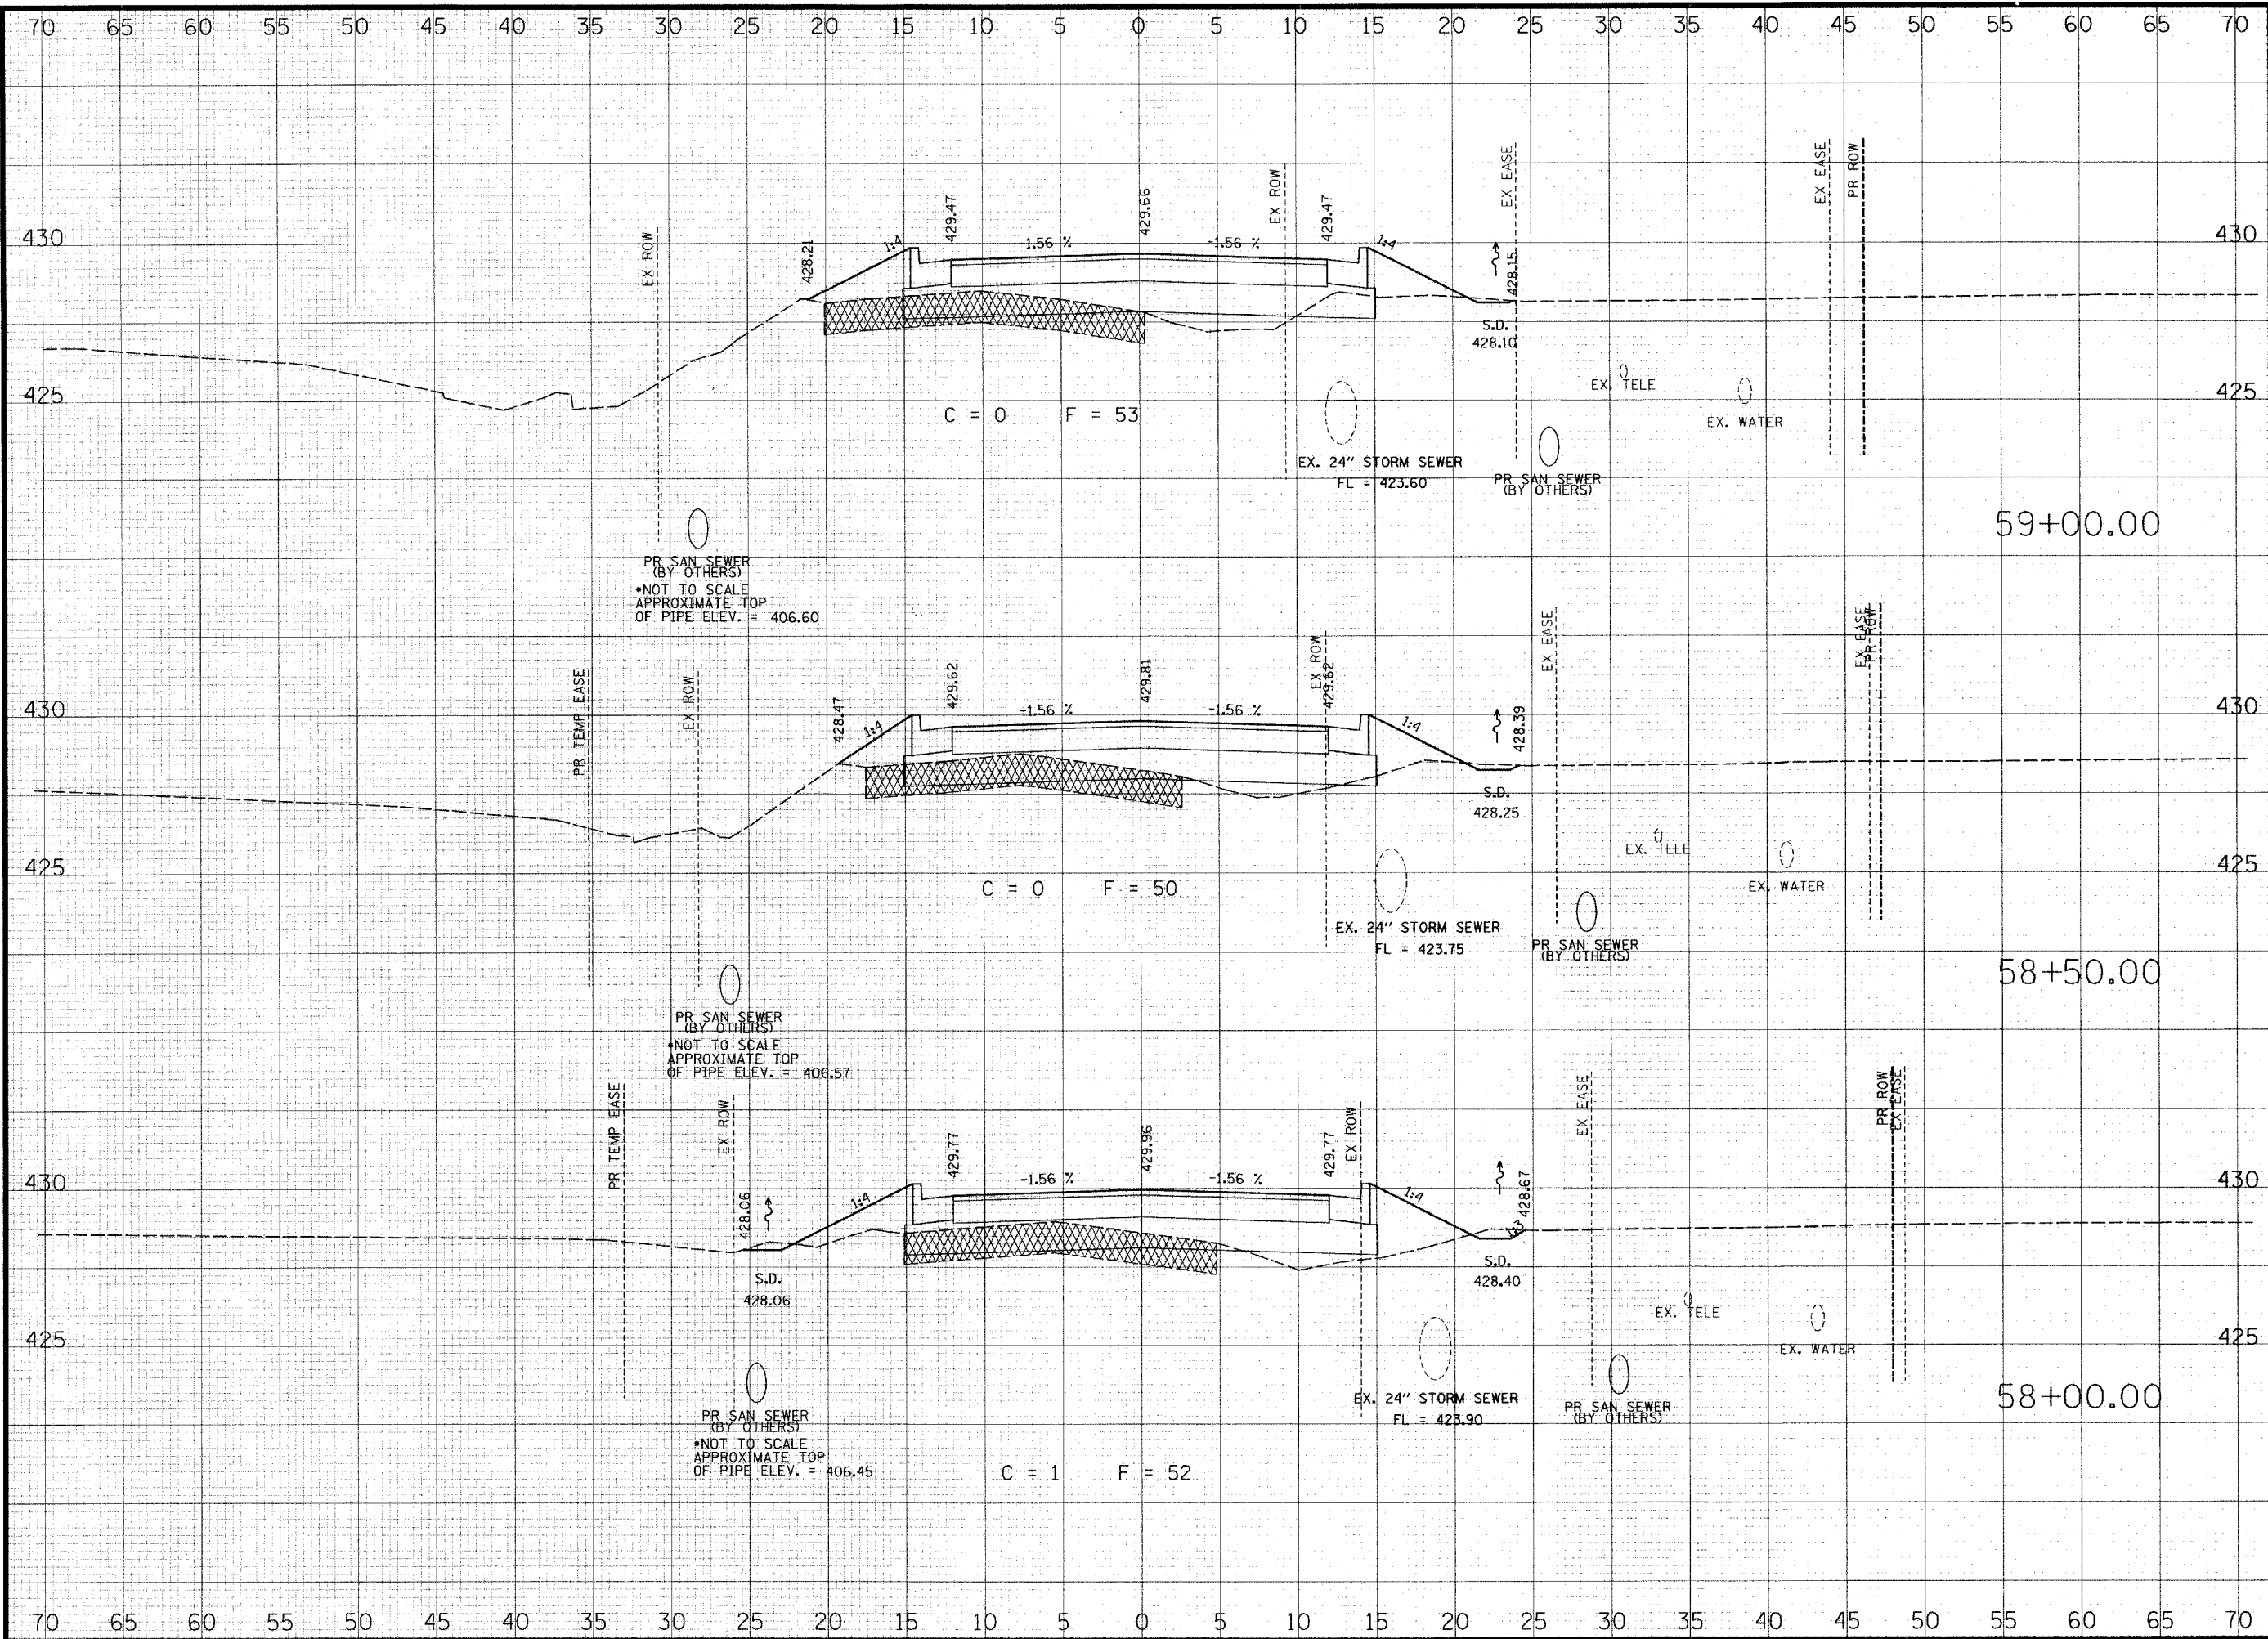 70 65 60 55 50 45 40 35 30 25 20 15 10 5 0 5 10 15 20 25 30 35 40 45 50 55 60 65 70
EX ROW
428.21
1:4
429.47
-1.56 %
429.66
-1.56 %
EX ROW
429.47
1:4
EX EASE
428.15
EX EASE
PR ROW
430
430
S.D.
428.10
EX. TELE
EX. WATER
425
425
C = 0 F = 53
EX. 24" STORM SEWER
FL = 423.60
PR SAN SEWER
(BY OTHERS)
59+00.00
PR SAN SEWER
(BY OTHERS)
*NOT TO SCALE
APPROXIMATE TOP
OF PIPE ELEV. = 406.60
PR TEMP EASE
EX ROW
428.47
1:4
429.62
-1.56 %
429.81
-1.56 %
EX ROW
429.62
1:4
428.39
EX EASE
EX EASE
PR ROW
430
430
S.D.
428.25
EX. TELE
EX. WATER
425
425
C = 0 F = 50
EX. 24" STORM SEWER
FL = 423.75
PR SAN SEWER
(BY OTHERS)
58+50.00
PR SAN SEWER
(BY OTHERS)
*NOT TO SCALE
APPROXIMATE TOP
OF PIPE ELEV. = 406.57
PR TEMP EASE
EX ROW
428.06
1:4
429.77
-1.56 %
429.96
-1.56 %
429.77
EX ROW
1:4
428.67
1:3
EX EASE
PR ROW
EX EASE
430
430
S.D.
428.06
S.D.
428.40
EX. TELE
EX. WATER
425
425
EX. 24" STORM SEWER
FL = 423.90
PR SAN SEWER
(BY OTHERS)
58+00.00
PR SAN SEWER
(BY OTHERS)
*NOT TO SCALE
APPROXIMATE TOP
OF PIPE ELEV. = 406.45
C = 1 F = 52
70 65 60 55 50 45 40 35 30 25 20 15 10 5 0 5 10 15 20 25 30 35 40 45 50 55 60 65 70